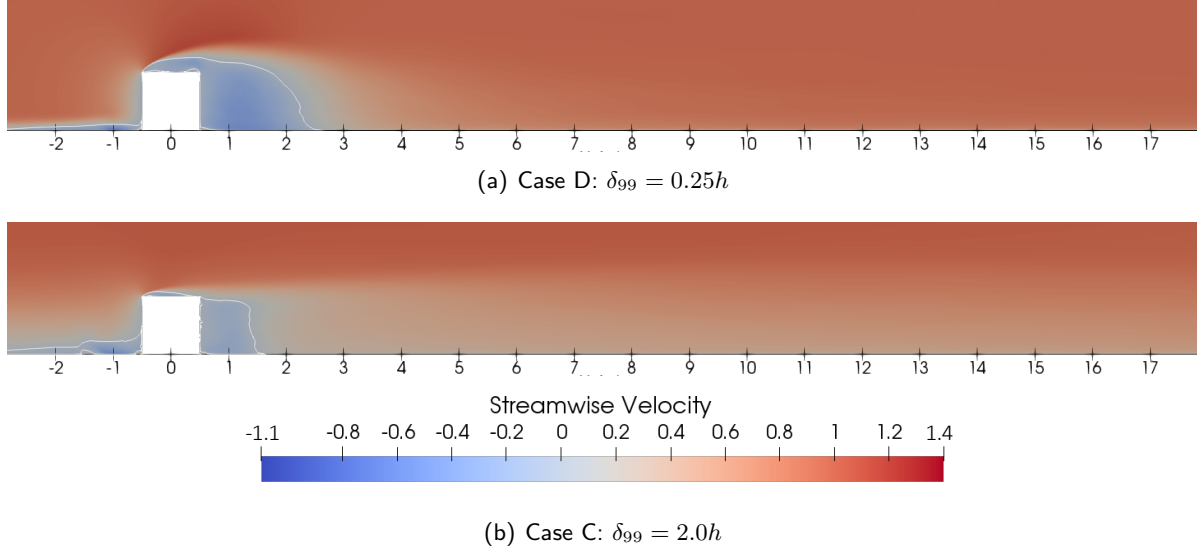 -2 -1 0 1 2 3 4 5 6 7 8 9 10 11 12 13 14 15 16 17
(a) Case D: δ99 = 0.25h
-2 -1 0 1 2 3 4 5 6 7 8 9 10 11 12 13 14 15 16 17
Streamwise Velocity
-1.1 -0.8 -0.6 -0.4 -0.2 0 0.2 0.4 0.6 0.8 1 1.2 1.4
(b) Case C: δ99 = 2.0h